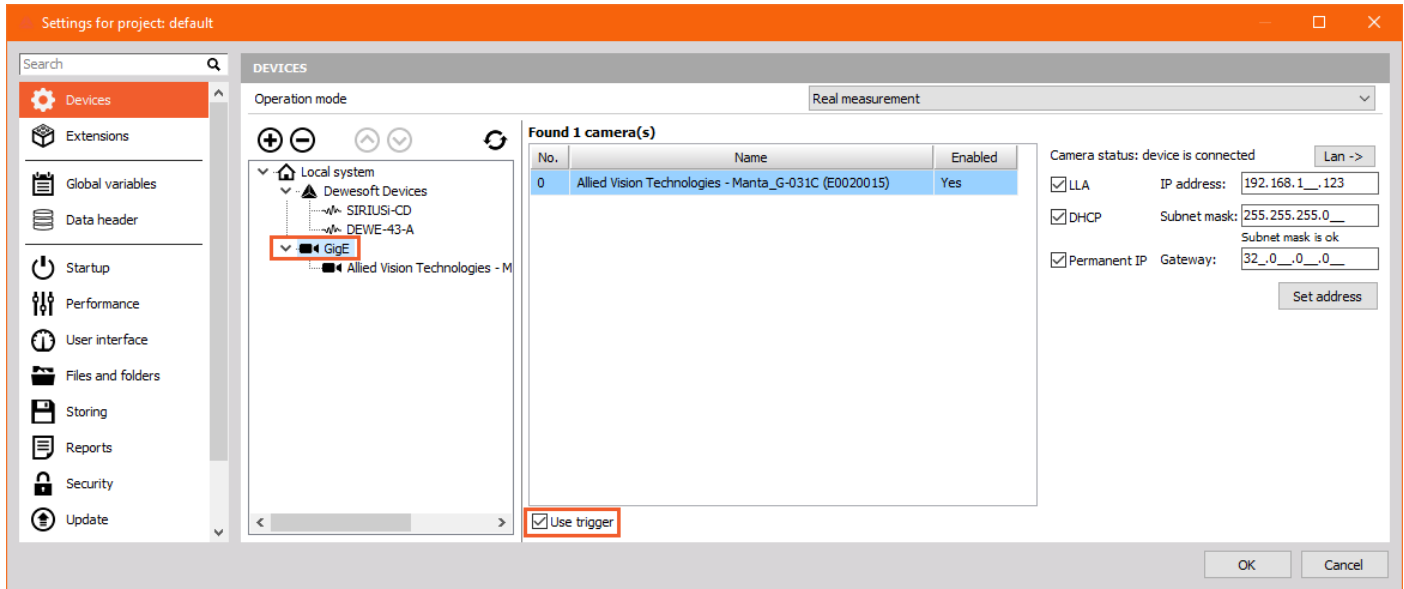 Settings for project: default
Search
Devices
Extensions
Global variables
Data header
Startup
Performance
User interface
Files and folders
Storing
Reports
Security
Update
DEVICES
Operation mode
Real measurement
Local system
Dewesoft Devices
SIRIUSi-CD
DEWE-43-A
GigE
Allied Vision Technologies - M
Found 1 camera(s)
No. Name Enabled
0 Allied Vision Technologies - Manta_G-031C (E0020015) Yes
Use trigger
Camera status: device is connected
Lan ->
LLA IP address: 192.168.1__.123
DHCP Subnet mask: 255.255.255.0__
Subnet mask is ok
Permanent IP Gateway: 32_.0__.0__.0__
Set address
OK
Cancel